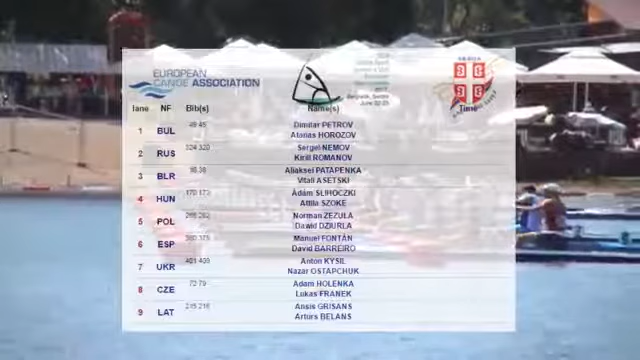 EUROPEAN
CANOE ASSOCIATION
lane NF Bib(s) Name(s) Time
1 BUL Dimitar PETROV
Atanas HOROZOV
2 RUS Sergei NEMOV
Kirill ROMANOV
3 BLR Aliaksei PATAPENKA
Vitali ASETSKI
4 HUN Ádám SLIHOCZKI
Attila SZOKE
5 POL Norman ZEZULA
Dawid DZIURLA
6 ESP Manuel FONTÁN
David BARREIRO
7 UKR Anton KYSIL
Nazar OSTAPCHUK
8 CZE 72 79 Adam HOLENKA
Lukas FRANEK
9 LAT Ansis GRISANS
Arturs BELANS